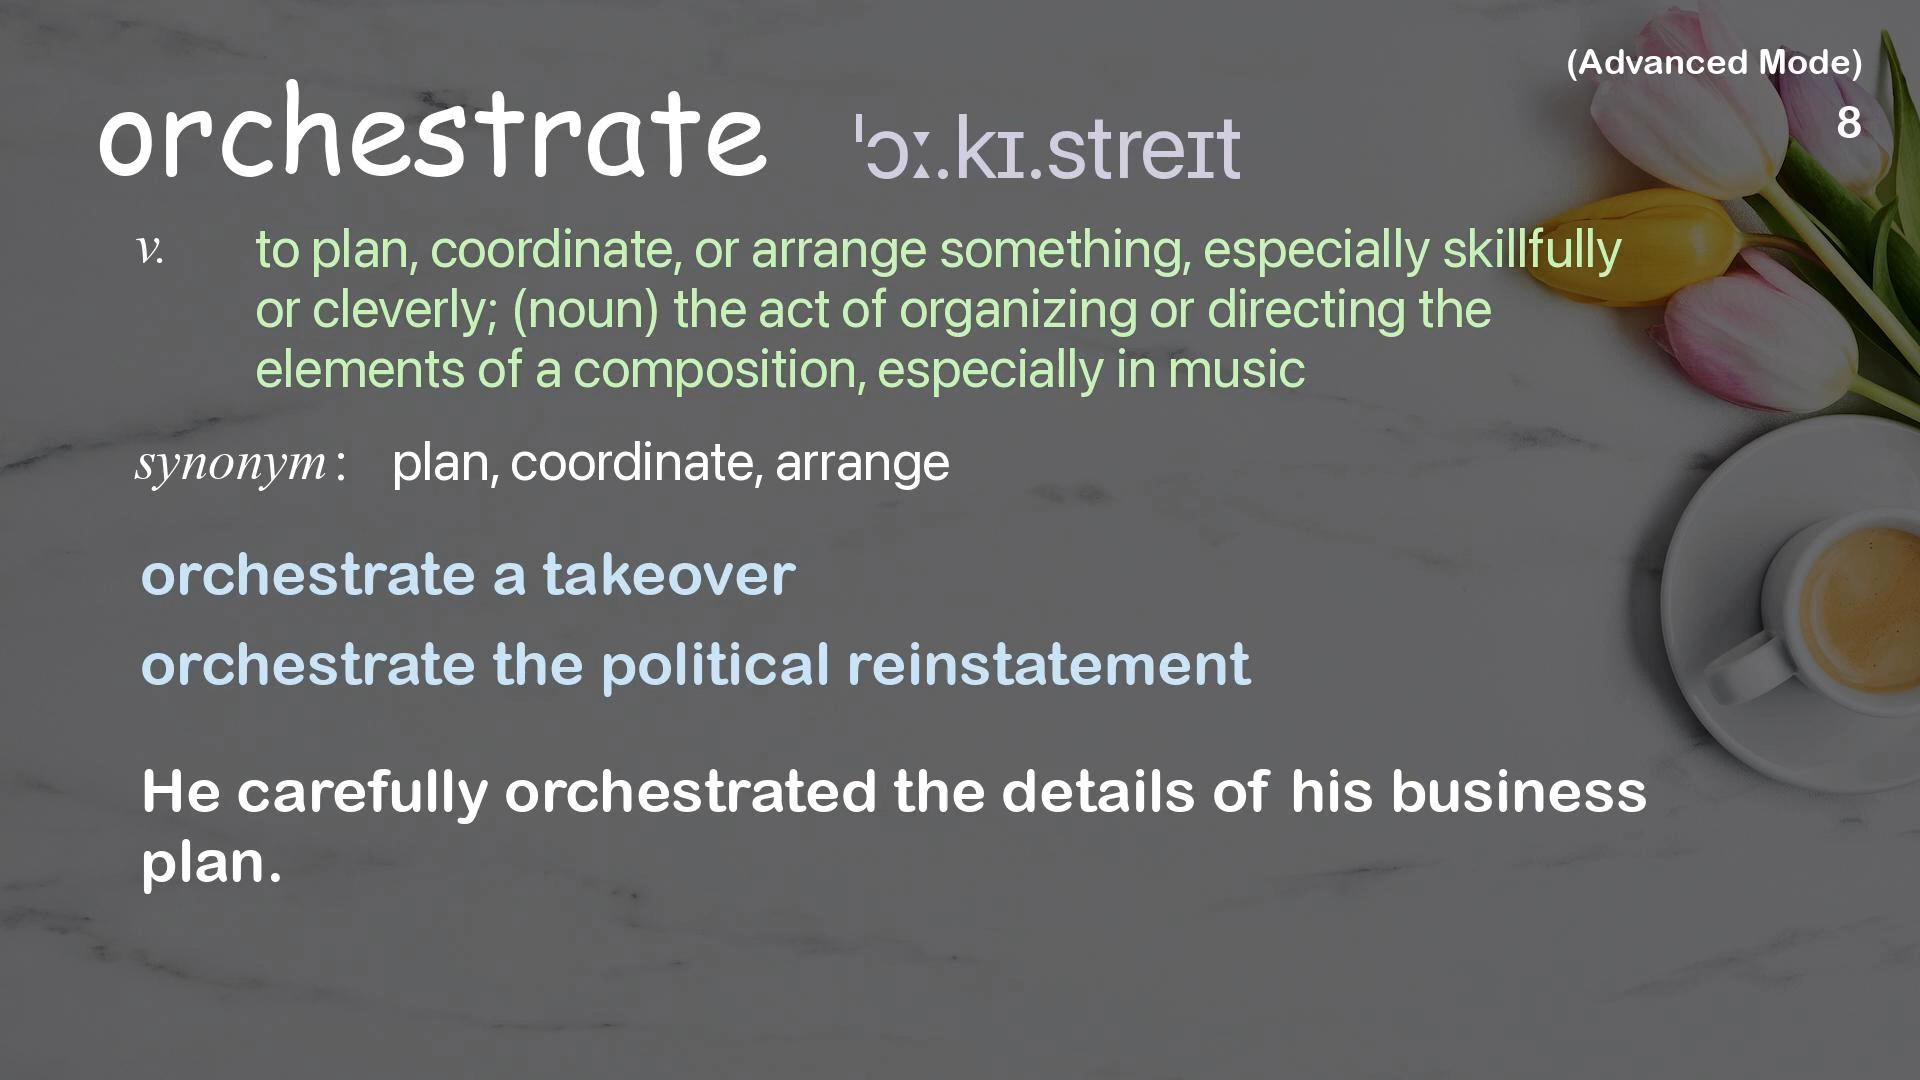 (Advanced Mode)
orchestrate ˈɔː.kɪ.streɪt
8
v. to plan, coordinate, or arrange something, especially skillfully
or cleverly; (noun) the act of organizing or directing the
elements of a composition, especially in music
synonym : plan, coordinate, arrange
orchestrate a takeover
orchestrate the political reinstatement
He carefully orchestrated the details of his business
plan.